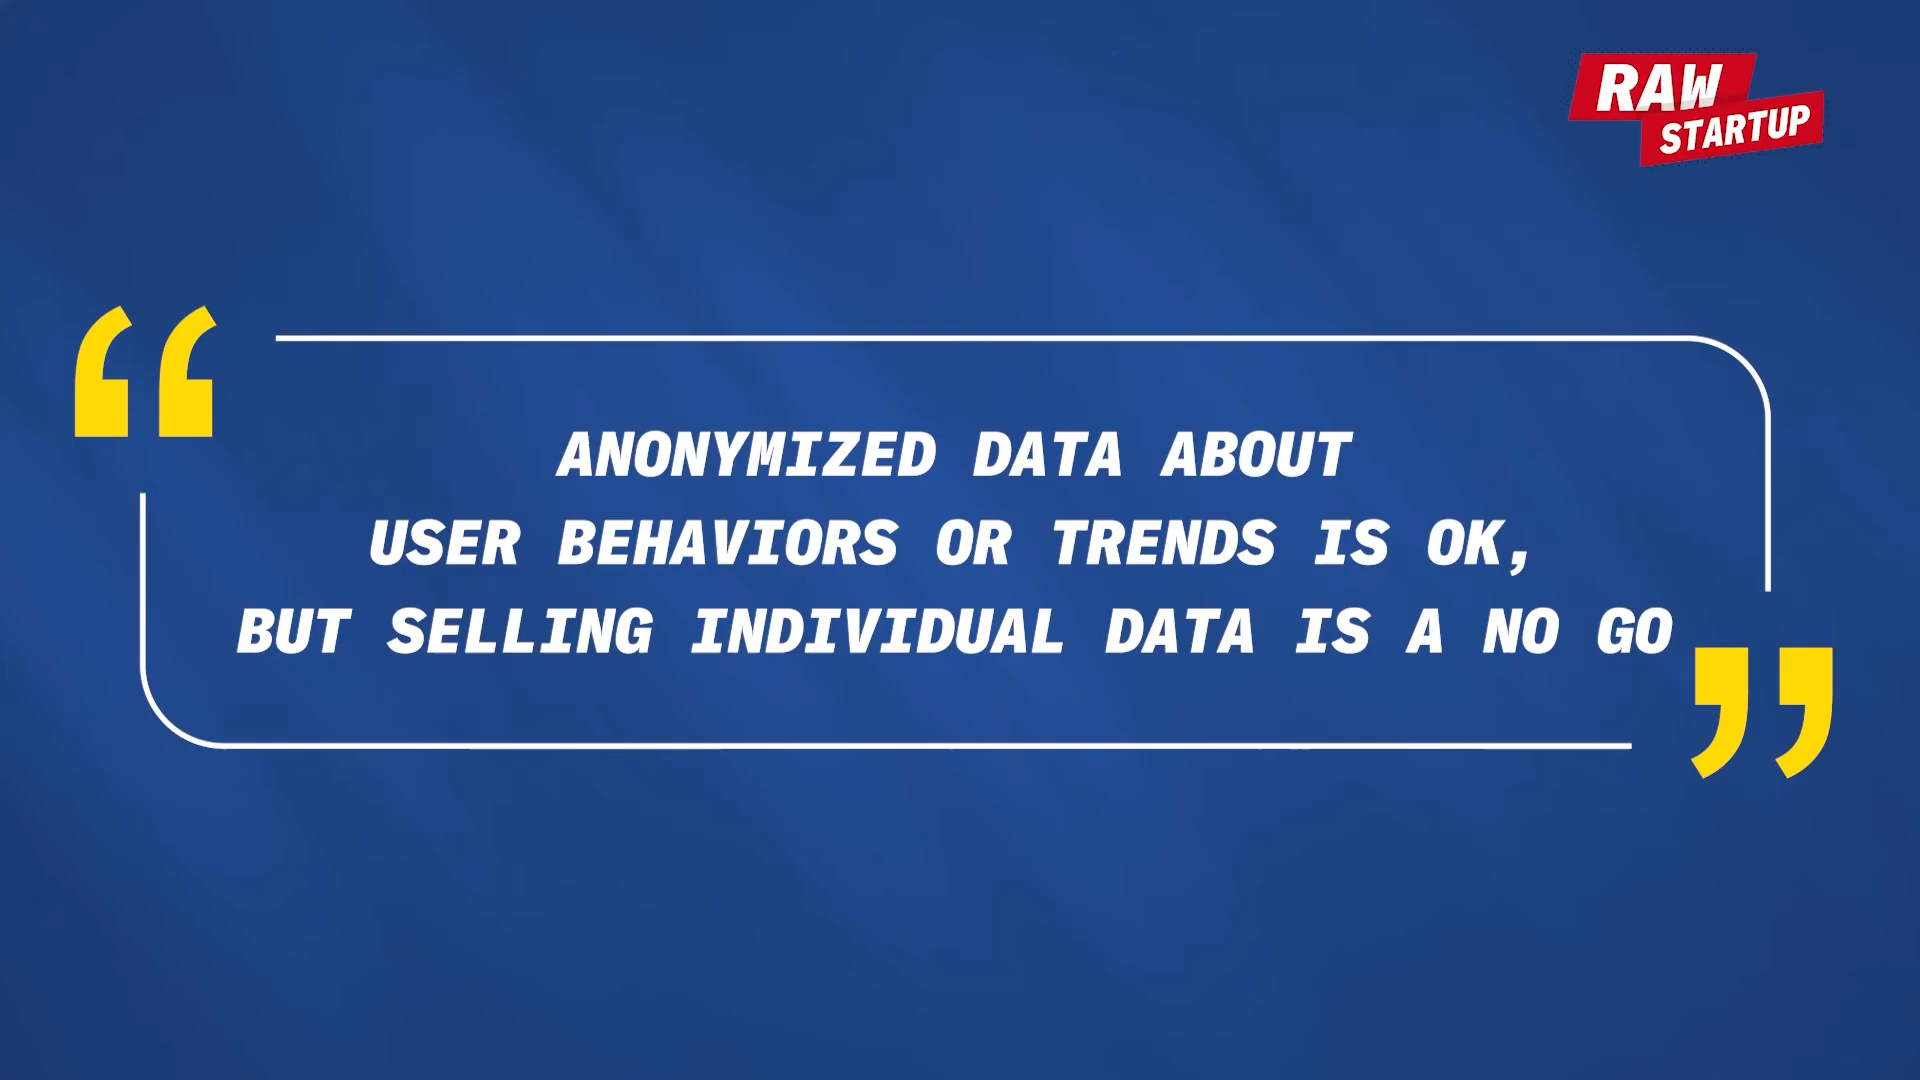 RAW
STARTUP
ANONYMIZED DATA ABOUT
USER BEHAVIORS OR TRENDS IS OK,
BUT SELLING INDIVIDUAL DATA IS A NO GO